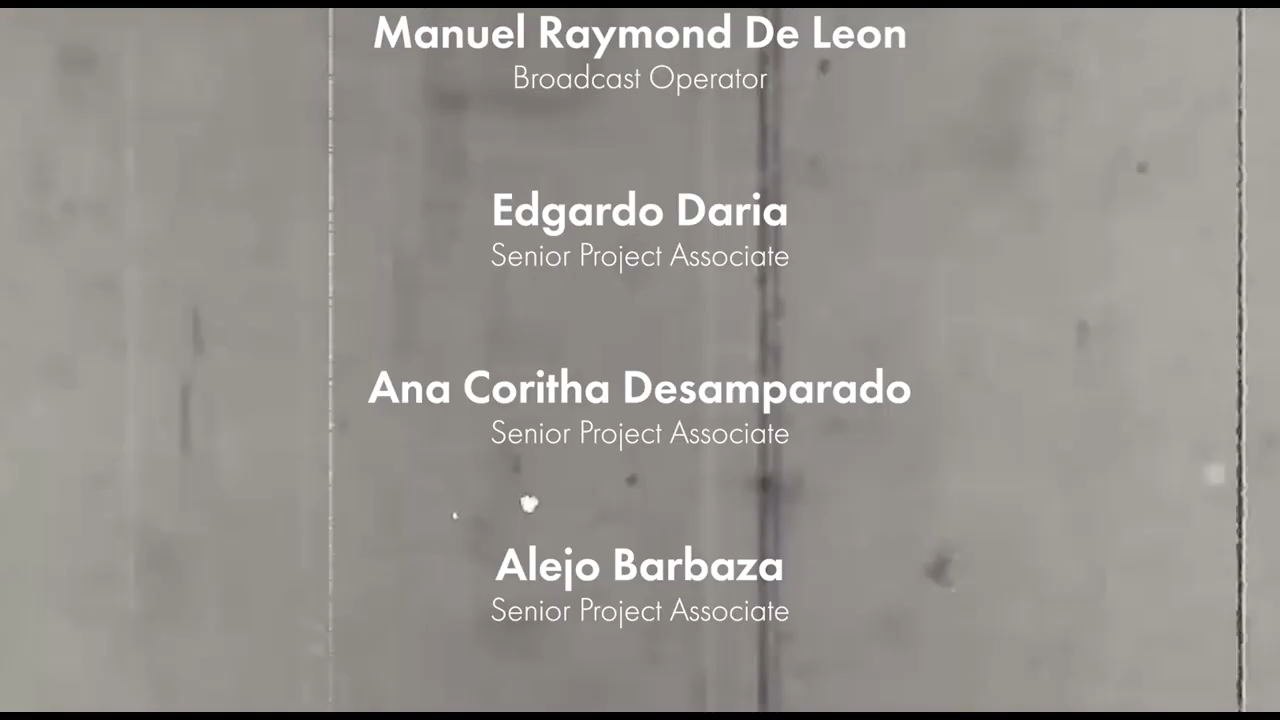 Manuel Raymond De Leon
Broadcast Operator
Edgardo Daria
Senior Project Associate
Ana Coritha Desamparado
Senior Project Associate
Alejo Barbaza
Senior Project Associate